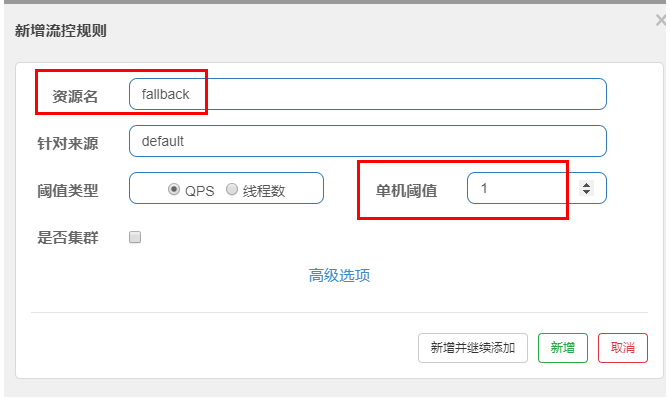 新增流控规则
资源名 fallback
针对来源 default
阈值类型 QPS 线程数 单机阈值 1
是否集群
高级选项
新增并继续添加 新增 取消